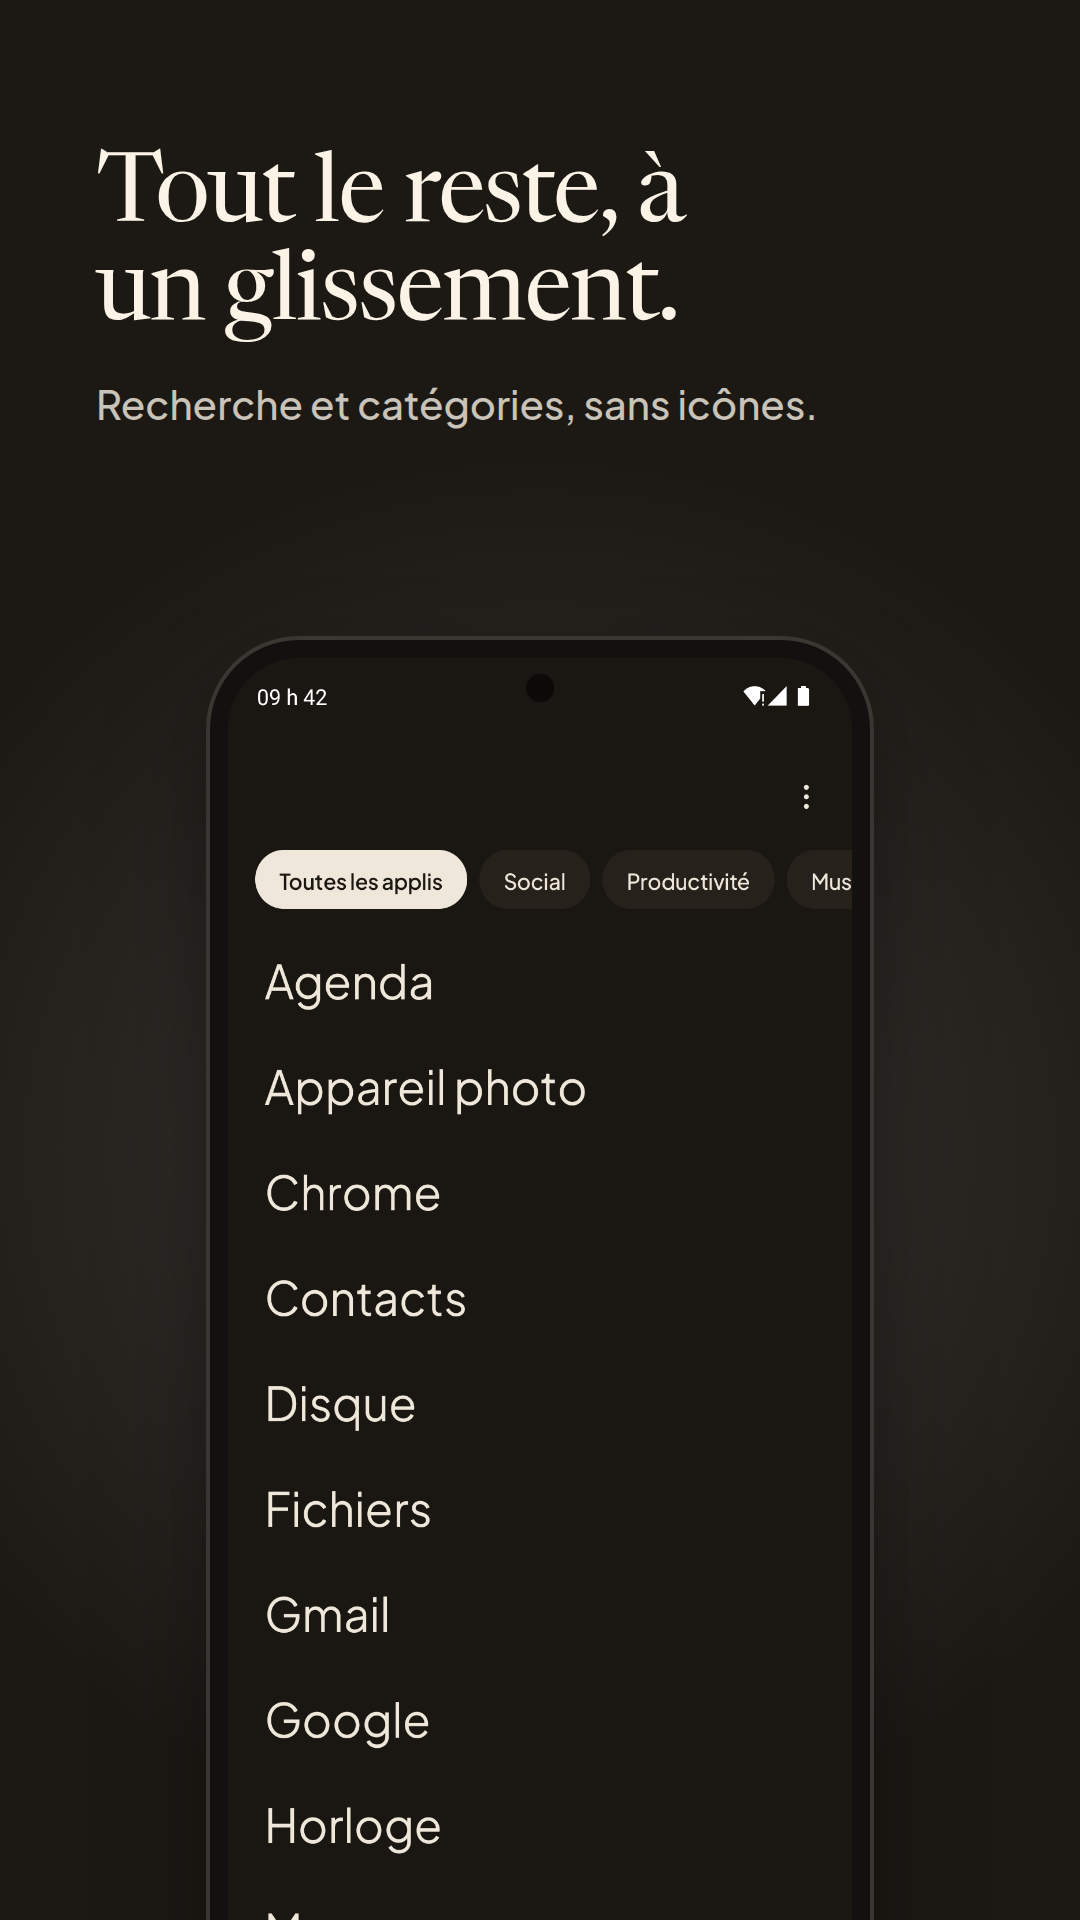 Tout le reste, à
un glissement.
Recherche et catégories, sans icônes.
09 h 42
Toutes les applis Social Productivité Mus
Agenda
Appareil photo
Chrome
Contacts
Disque
Fichiers
Gmail
Google
Horloge